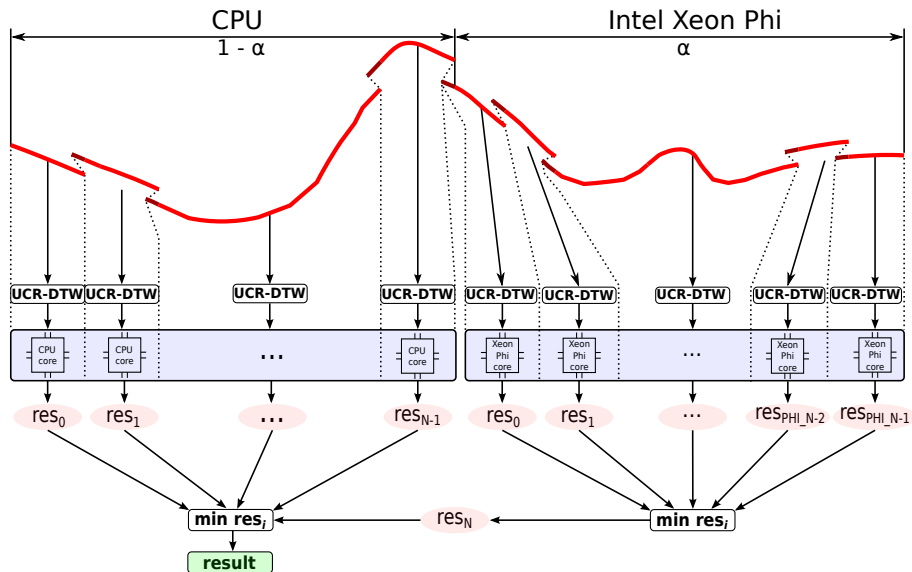 CPU Intel Xeon Phi
1 - α α
UCR-DTW UCR-DTW UCR-DTW UCR-DTW UCR-DTW UCR-DTW UCR-DTW UCR-DTW UCR-DTW
CPU core CPU core ... CPU core Xeon Phi core Xeon Phi core ... Xeon Phi core Xeon Phi core
res0 res1 ... resN-1 res0 res1 ... resPHI_N-2 resPHI_N-1
min resi resN min resi
result